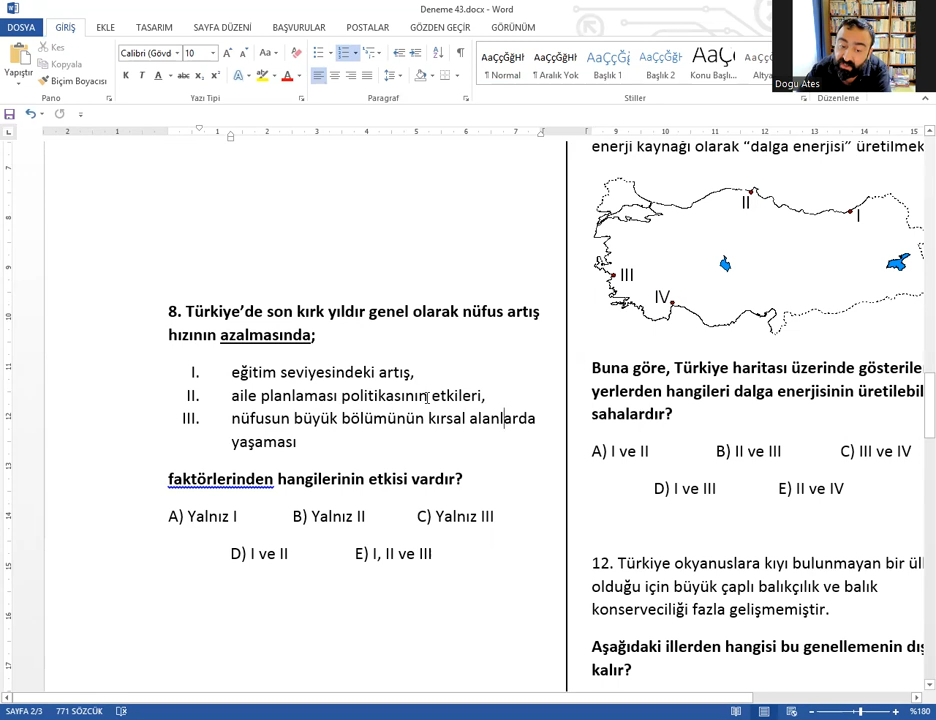 Deneme 43.docx - Word
DOSYA
GİRİŞ
EKLE
TASARIM
SAYFA DÜZENİ
BAŞVURULAR
POSTALAR
GÖZDEN GEÇİR
GÖRÜNÜM
Yapıştır
Kes
Kopyala
Biçim Boyacısı
Pano
Calibri (Gövd
10
Yazı Tipi
Paragraf
AaÇçĞğHł
AaÇçĞğHł
AaÇçĞğ
AaÇçĞğł
AaÇ
¶ Normal
¶ Aralık Yok
Başlık 1
Başlık 2
Konu Başl...
Altya
Stiller
Düzenleme
Dogu Ates
8. Türkiye’de son kırk yıldır genel olarak nüfus artış
hızının azalmasında;
I. eğitim seviyesindeki artış,
II. aile planlaması politikasının etkileri,
III. nüfusun büyük bölümünün kırsal alanlarda
yaşaması
faktörlerinden hangilerinin etkisi vardır?
A) Yalnız I B) Yalnız II C) Yalnız III
D) I ve II E) I, II ve III
enerji kaynağı olarak “dalga enerjisi” üretilmek
II
I
III
IV
Buna göre, Türkiye haritası üzerinde gösterile
yerlerden hangileri dalga enerjisinin üretilebil
sahalardır?
A) I ve II B) II ve III C) III ve IV
D) I ve III E) II ve IV
12. Türkiye okyanuslara kıyı bulunmayan bir ül
olduğu için büyük çaplı balıkçılık ve balık
konserveciliği fazla gelişmemiştir.
Aşağıdaki illerden hangisi bu genellemenin dış
kalır?
SAYFA 2/3
771 SÖZCÜK
%180